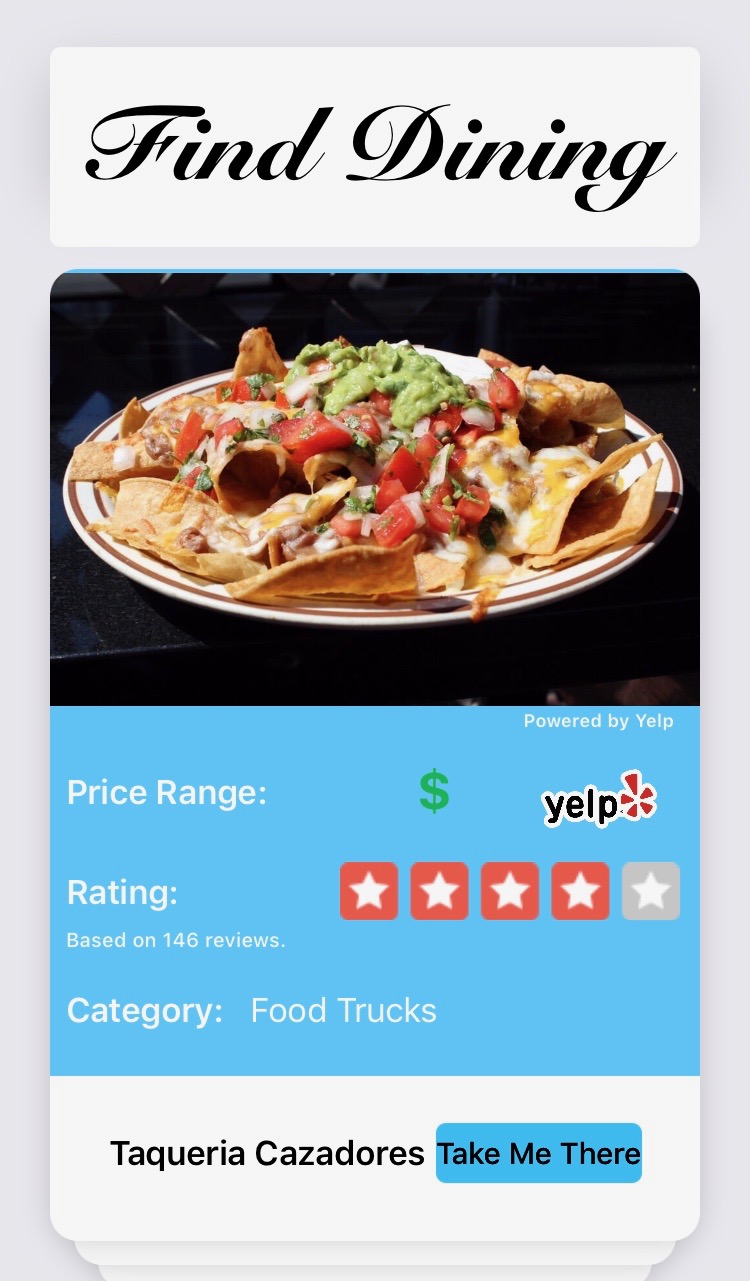 Find Dining
Powered by Yelp
Price Range: $ yelp
Rating:
Based on 146 reviews.
Category: Food Trucks
Taqueria Cazadores Take Me There